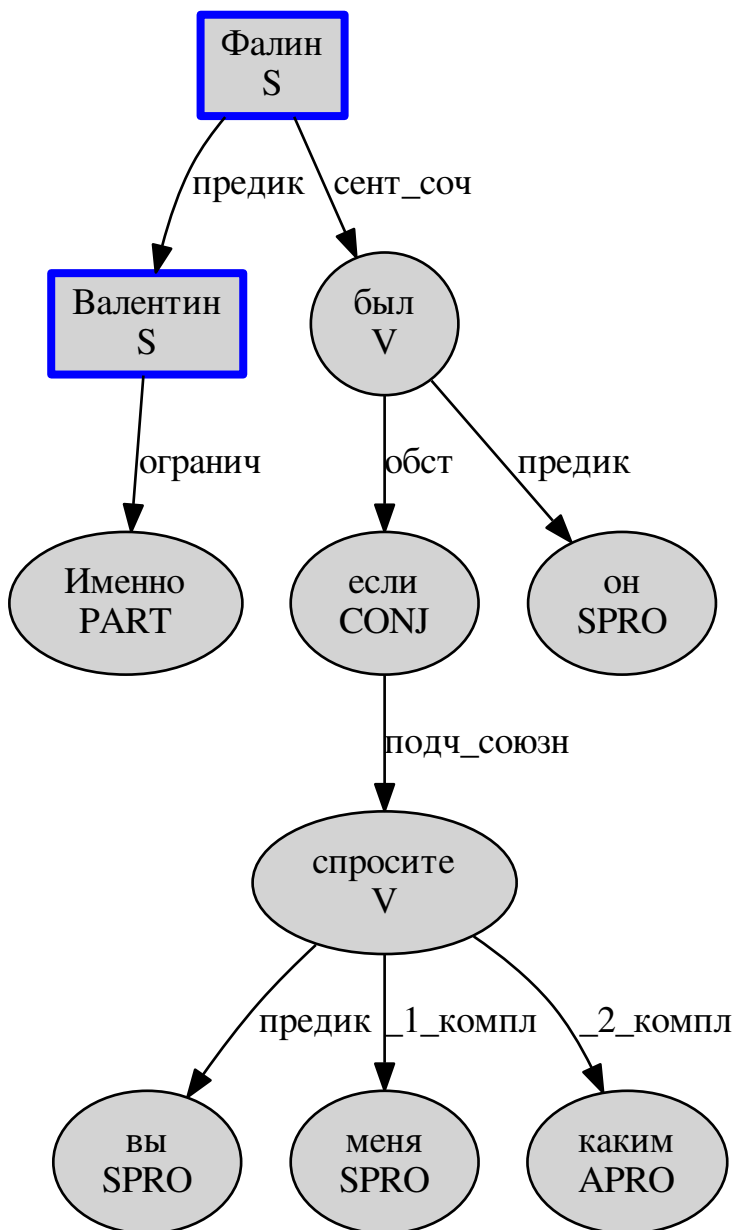 Фалин
S
предик сент_соч
Валентин
S
был
V
огранич обст предик
Именно
PART
если
CONJ
он
SPRO
подч_союзн
спросите
V
предик _1_компл _2_компл
вы
SPRO
меня
SPRO
каким
APRO